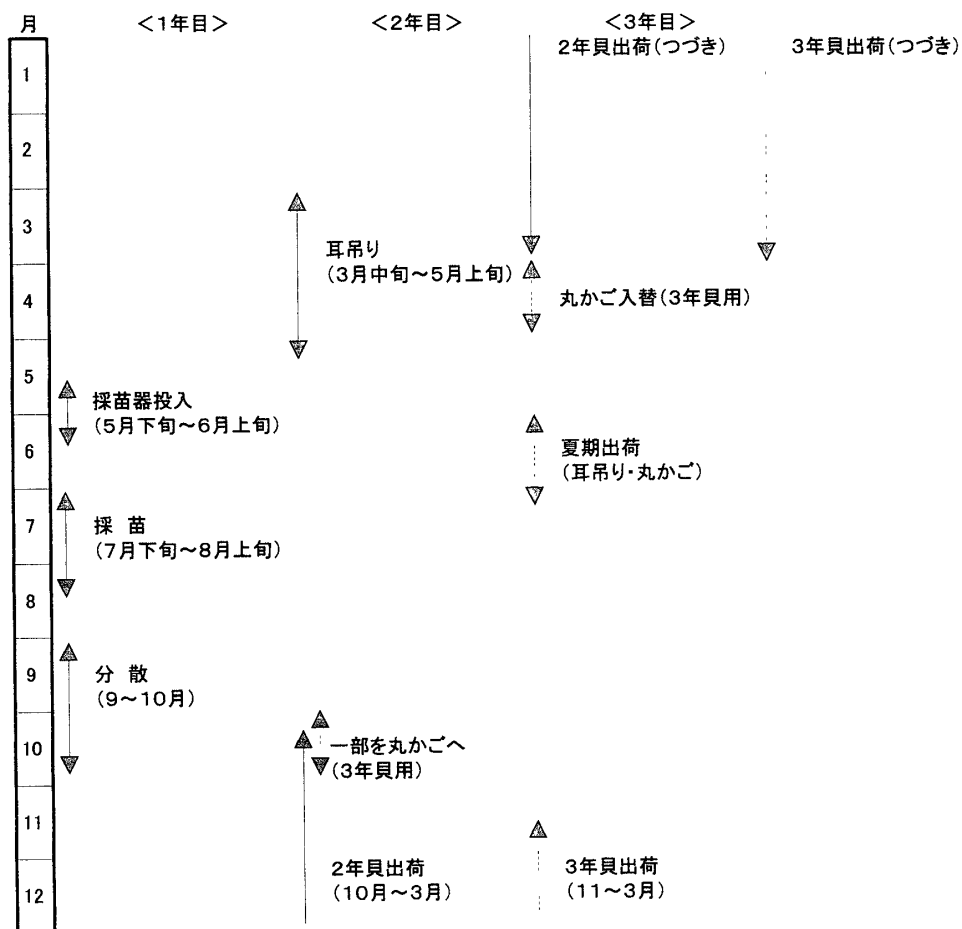 月
<1年目>
<2年目>
<3年目>
2年貝出荷(つづき)
3年貝出荷(つづき)
1
2
3
4
5
6
7
8
9
10
11
12
耳吊り
(3月中旬~5月上旬)
丸かご入替(3年貝用)
採苗器投入
(5月下旬~6月上旬)
夏期出荷
(耳吊り・丸かご)
採 苗
(7月下旬~8月上旬)
分 散
(9~10月)
一部を丸かごへ
(3年貝用)
2年貝出荷
(10月~3月)
3年貝出荷
(11~3月)